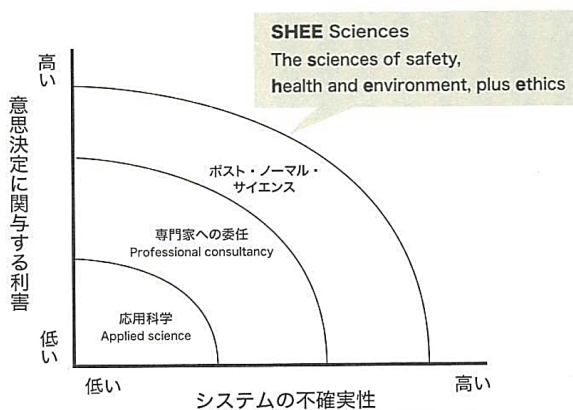 SHEE Sciences
The sciences of safety,
health and environment, plus ethics
高い
意思決定に関与する利害
低い
ポスト・ノーマル・
サイエンス
専門家への委任
Professional consultancy
応用科学
Applied science
低い
高い
システムの不確実性